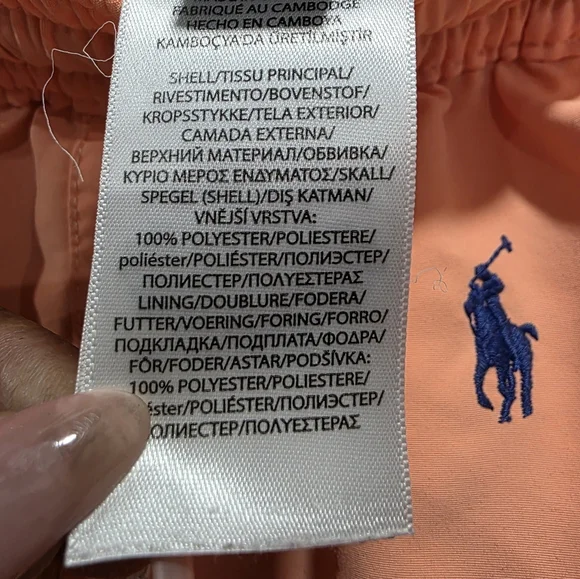 FABRIQUÉ AU CAMBODGE
HECHO EN CAMBOYA
KAMBOÇYA'DA ÜRETİLMİŞTİR
SHELL/TISSU PRINCIPAL/
RIVESTIMENTO/BOVENSTOF/
KROPSSTYKKE/TELA EXTERIOR/
CAMADA EXTERNA/
ВЕРХНИЙ МАТЕРИАЛ/ОБВИВКА/
ΚΥΡΙΟ ΜΕΡΟΣ ΕΝΔΥΜΑΤΟΣ/SKALL/
SPEGEL (SHELL)/DIŞ KATMAN/
VNĚJŠÍ VRSTVA:
100% POLYESTER/POLIESTERE/
poliéster/POLIÉSTER/ПОЛИЭСТЕР/
ПОЛИЕСТЕР/ΠΟΛΥΕΣΤΕΡΑΣ
LINING/DOUBLURE/FODERA/
FUTTER/VOERING/FORING/FORRO/
ПОДКЛАДКА/ПОДПЛАТА/ΦΟΔΡΑ/
FÔR/FODER/ASTAR/PODŠÍVKA:
100% POLYESTER/POLIESTERE/
éster/POLIÉSTER/ПОЛИЭСТЕР/
ОЛИЕСТЕР/ΠΟΛΥΕΣΤΕΡΑΣ